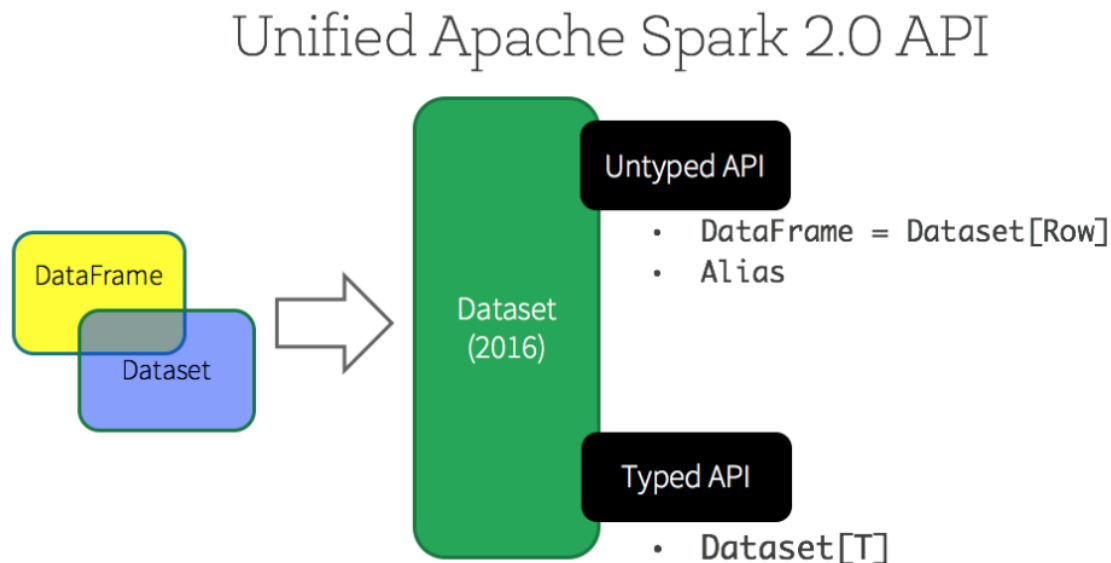 Unified Apache Spark 2.0 API
DataFrame
Dataset
Dataset
(2016)
Untyped API
• DataFrame = Dataset[Row]
• Alias
Typed API
• Dataset[T]